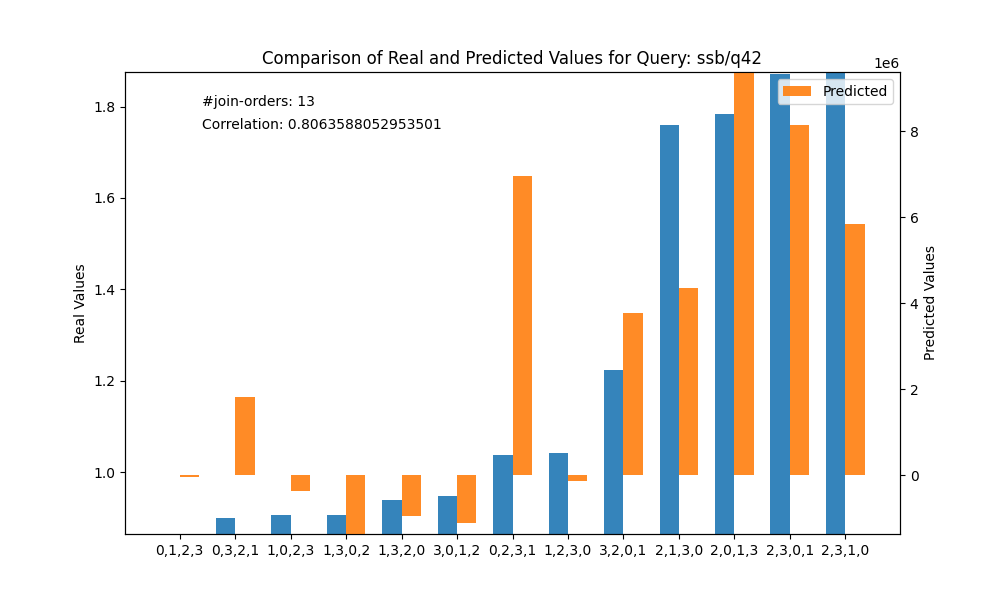 Comparison of Real and Predicted Values for Query: ssb/q42
1e6
#join-orders: 13
Correlation: 0.8063588052953501
Predicted
Real Values
1.8
1.6
1.4
1.2
1.0
Predicted Values
8
6
4
2
0
0,1,2,3 0,3,2,1 1,0,2,3 1,3,0,2 1,3,2,0 3,0,1,2 0,2,3,1 1,2,3,0 3,2,0,1 2,1,3,0 2,0,1,3 2,3,0,1 2,3,1,0